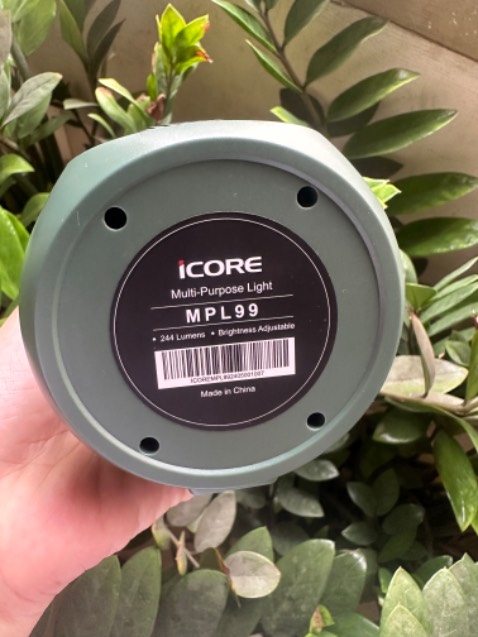 iCORE
Multi-Purpose Light
MPL99
• 244 Lumens • Brightness Adjustable
Made in China